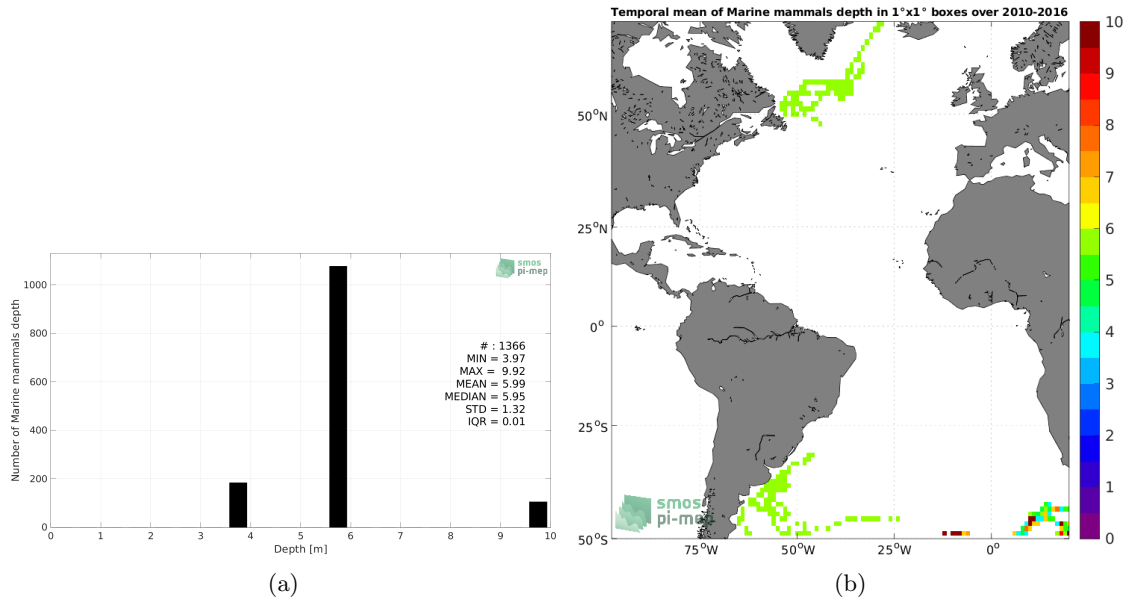 Temporal mean of Marine mammals depth in 1°x1° boxes over 2010-2016
smos
pi-mep
Number of Marine mammals depth
1000
800
600
400
200
0
# : 1366
MIN = 3.97
MAX = 9.92
MEAN = 5.99
MEDIAN = 5.95
STD = 1.32
IQR = 0.01
0 1 2 3 4 5 6 7 8 9 10
Depth [m]
(a)
50°N
25°N
0°
25°S
50°S
smos
pi-mep
75°W 50°W 25°W 0°
10
9
8
7
6
5
4
3
2
1
0
(b)